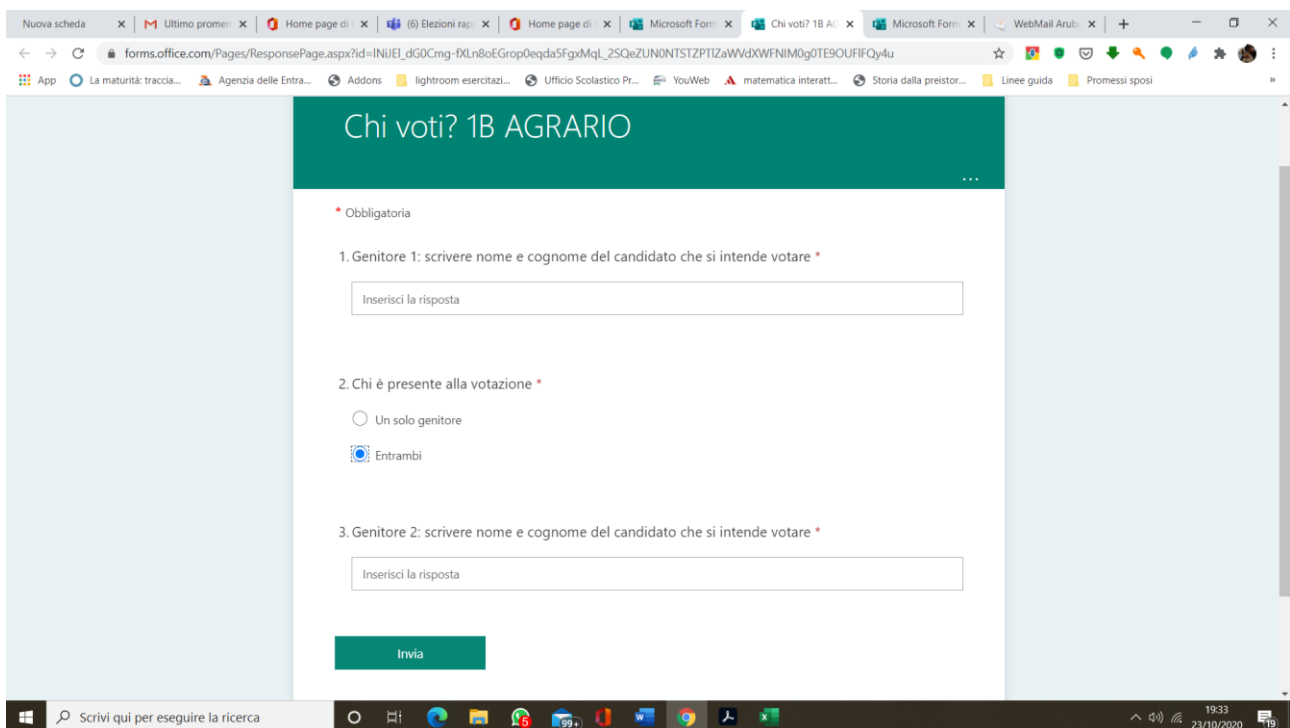 Nuova scheda
Ultimo promer
Home page di
(6) Elezioni rap
Home page di
Microsoft Form
Chi voti? 1B AG
Microsoft Form
WebMail Arub
forms.office.com/Pages/ResponsePage.aspx?id=
App
La maturità: traccia...
Agenzia delle Entra...
Addons
lightroom esercitazi...
Ufficio Scolastico Pr...
YouWeb
matematica interatt...
Storia dalla preistor...
Linee guida
Promessi sposi
»
Chi voti? 1B AGRARIO
...
* Obbligatoria
1. Genitore 1: scrivere nome e cognome del candidato che si intende votare *
Inserisci la risposta
2. Chi è presente alla votazione *
Un solo genitore
Entrambi
3. Genitore 2: scrivere nome e cognome del candidato che si intende votare *
Inserisci la risposta
Invia
Scrivi qui per eseguire la ricerca
99+
19:33
23/10/2020
19